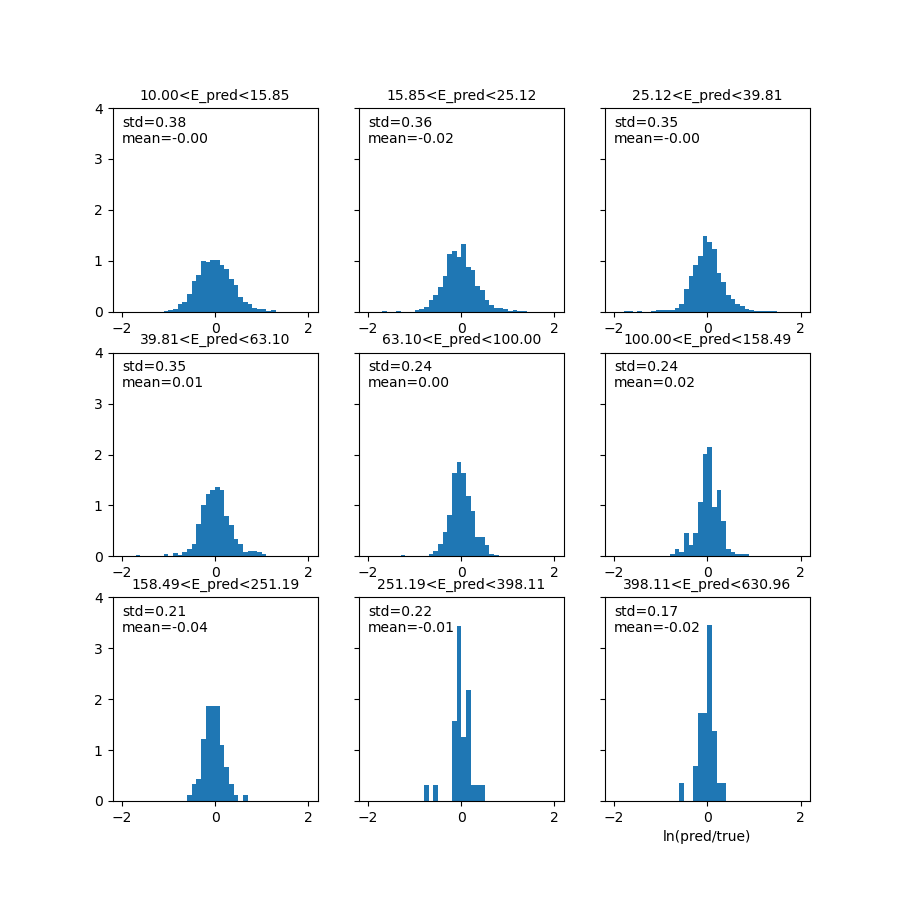 10.00<E_pred<15.85
15.85<E_pred<25.12
25.12<E_pred<39.81
4
3
2
1
0
std=0.38
mean=-0.00
std=0.36
mean=-0.02
std=0.35
mean=-0.00
−2 0 2
−2 0 2
−2 0 2
39.81<E_pred<63.10
63.10<E_pred<100.00
100.00<E_pred<158.49
4
3
2
1
0
std=0.35
mean=0.01
std=0.24
mean=0.00
std=0.24
mean=0.02
−2 0 2
−2 0 2
−2 0 2
158.49<E_pred<251.19
251.19<E_pred<398.11
398.11<E_pred<630.96
4
3
2
1
0
std=0.21
mean=-0.04
std=0.22
mean=-0.01
std=0.17
mean=-0.02
−2 0 2
−2 0 2
−2 0 2
ln(pred/true)